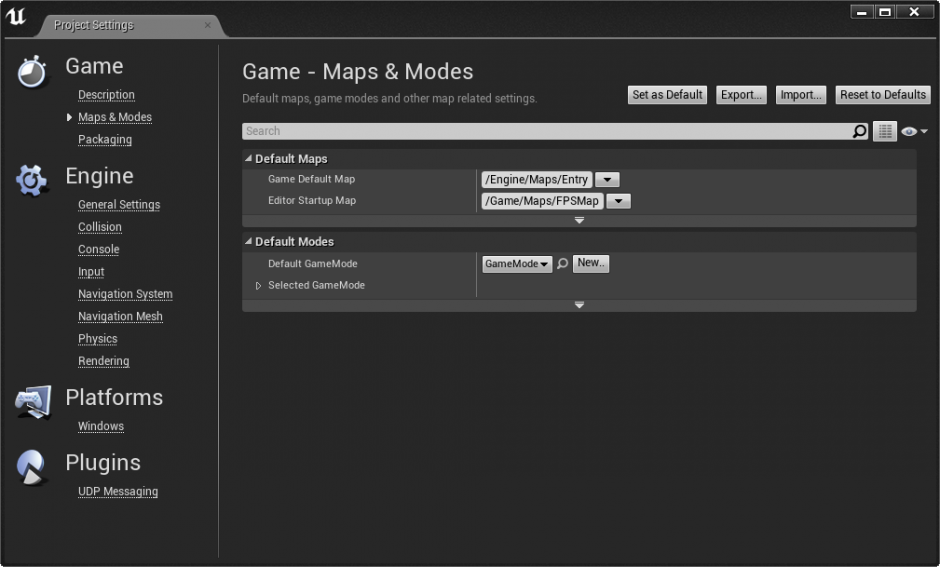 Project Settings
Game
Description
Maps & Modes
Packaging
Engine
General Settings
Collision
Console
Input
Navigation System
Navigation Mesh
Physics
Rendering
Platforms
Windows
Plugins
UDP Messaging
Game - Maps & Modes
Default maps, game modes and other map related settings.
Set as Default Export... Import... Reset to Defaults
Search
Default Maps
Game Default Map /Engine/Maps/Entry
Editor Startup Map /Game/Maps/FPSMap
Default Modes
Default GameMode GameMode New..
Selected GameMode